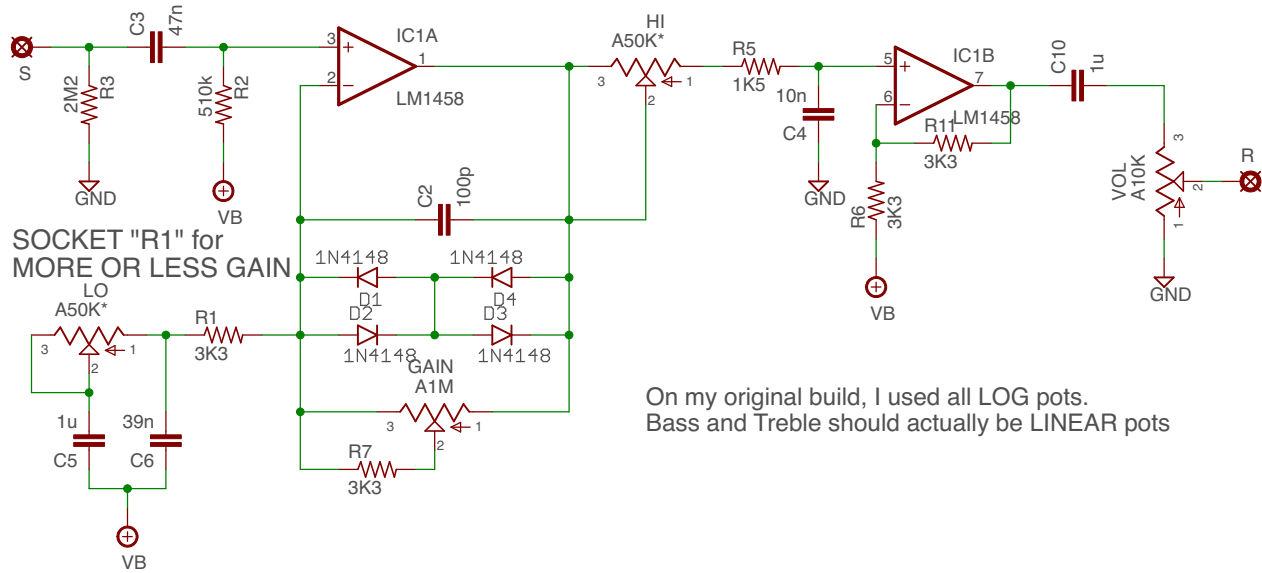 C3
47n
S
2M2
R3
GND
510k
R2
VB
3
2
1
IC1A
LM1458
HI
A50K*
3
1
2
R5
1K5
10n
C4
GND
5
6
7
IC1B
LM1458
R11
3K3
R6
3K3
VB
C10
1u
VOL
A10K
3
2
1
R
GND
C2
100p
SOCKET "R1" for
MORE OR LESS GAIN
1N4148
1N4148
D1
D4
D2
D3
1N4148
1N4148
LO
A50K*
3
1
2
R1
3K3
GAIN
A1M
3
1
2
R7
3K3
1u
C5
39n
C6
VB
On my original build, I used all LOG pots.
Bass and Treble should actually be LINEAR pots